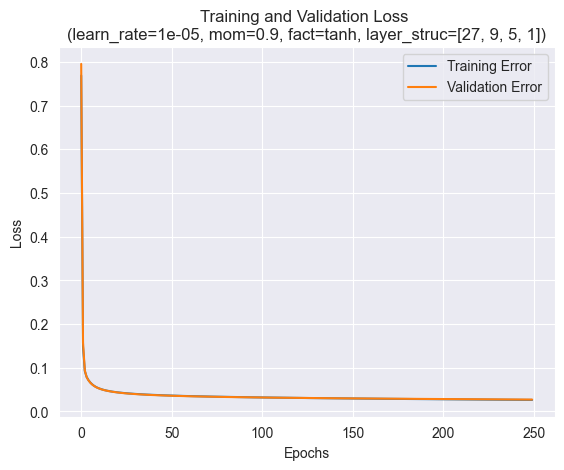 Training and Validation Loss
(learn_rate=1e-05, mom=0.9, fact=tanh, layer_struc=[27, 9, 5, 1])
Training Error
Validation Error
0.8
0.7
0.6
0.5
0.4
0.3
0.2
0.1
0.0
Loss
0 50 100 150 200 250
Epochs